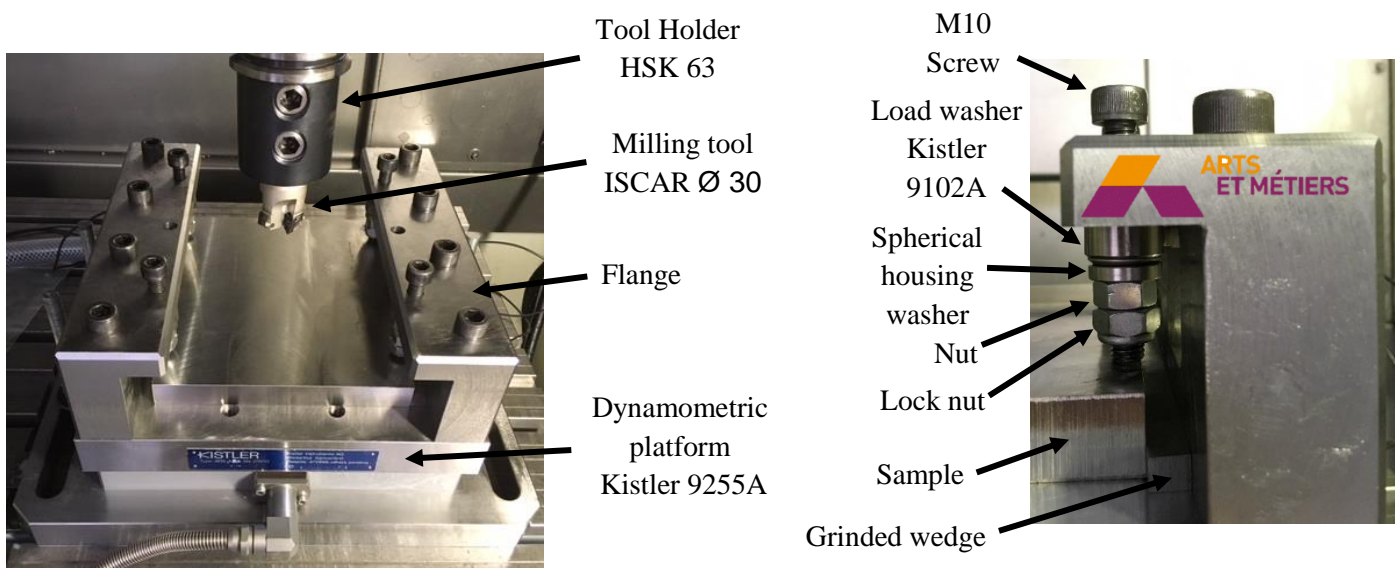 Tool Holder
HSK 63
Milling tool
ISCAR Ø 30
Flange
Dynamometric
platform
Kistler 9255A
KISTLER
M10
Screw
Load washer
Kistler
9102A
Spherical
housing
washer
Nut
Lock nut
Sample
Grinded wedge
ARTS
ET MÉTIERS